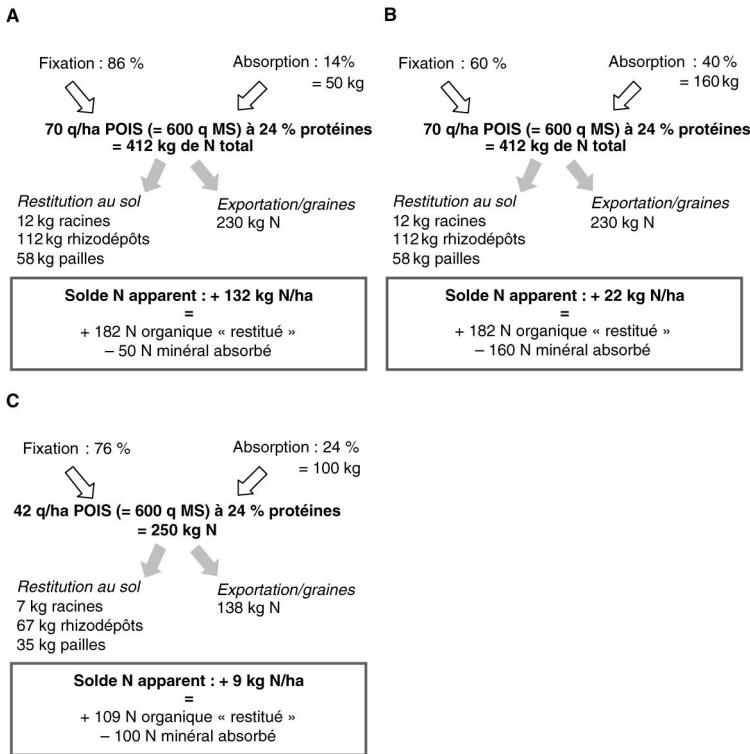 A
Fixation : 86 %
Absorption : 14%
= 50 kg
70 q/ha POIS (= 600 q MS) à 24 % protéines
= 412 kg de N total
Restitution au sol
12 kg racines
112 kg rhizodépôts
58 kg pailles
Exportation/graines
230 kg N
Solde N apparent : + 132 kg N/ha
=
+ 182 N organique « restitué »
– 50 N minéral absorbé
B
Fixation : 60 %
Absorption : 40 %
= 160 kg
70 q/ha POIS (= 600 q MS) à 24 % protéines
= 412 kg de N total
Restitution au sol
12 kg racines
112 kg rhizodépôts
58 kg pailles
Exportation/graines
230 kg N
Solde N apparent : + 22 kg N/ha
=
+ 182 N organique « restitué »
– 160 N minéral absorbé
C
Fixation : 76 %
Absorption : 24 %
= 100 kg
42 q/ha POIS (= 600 q MS) à 24 % protéines
= 250 kg N
Restitution au sol
7 kg racines
67 kg rhizodépôts
35 kg pailles
Exportation/graines
138 kg N
Solde N apparent : + 9 kg N/ha
=
+ 109 N organique « restitué »
– 100 N minéral absorbé